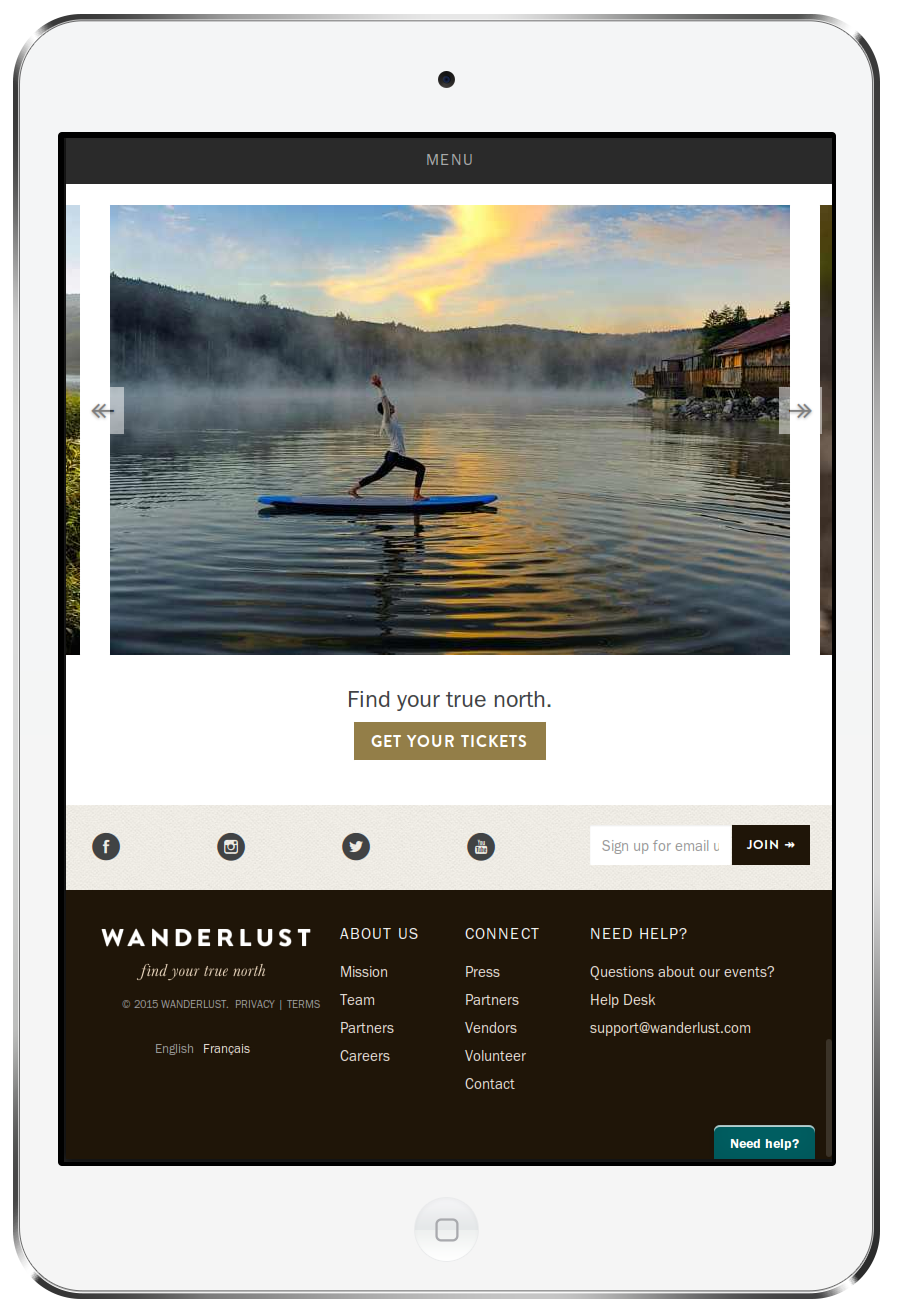 MENU
Find your true north.
GET YOUR TICKETS
Sign up for email u
JOIN ↠
WANDERLUST
find your true north
© 2015 WANDERLUST. PRIVACY | TERMS
English Français
ABOUT US
Mission
Team
Partners
Careers
CONNECT
Press
Partners
Vendors
Volunteer
Contact
NEED HELP?
Questions about our events?
Help Desk
support@wanderlust.com
Need help?